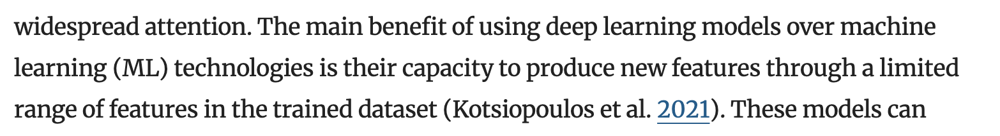 widespread attention. The main benefit of using deep learning models over machine
learning (ML) technologies is their capacity to produce new features through a limited
range of features in the trained dataset (Kotsiopoulos et al. 2021). These models can